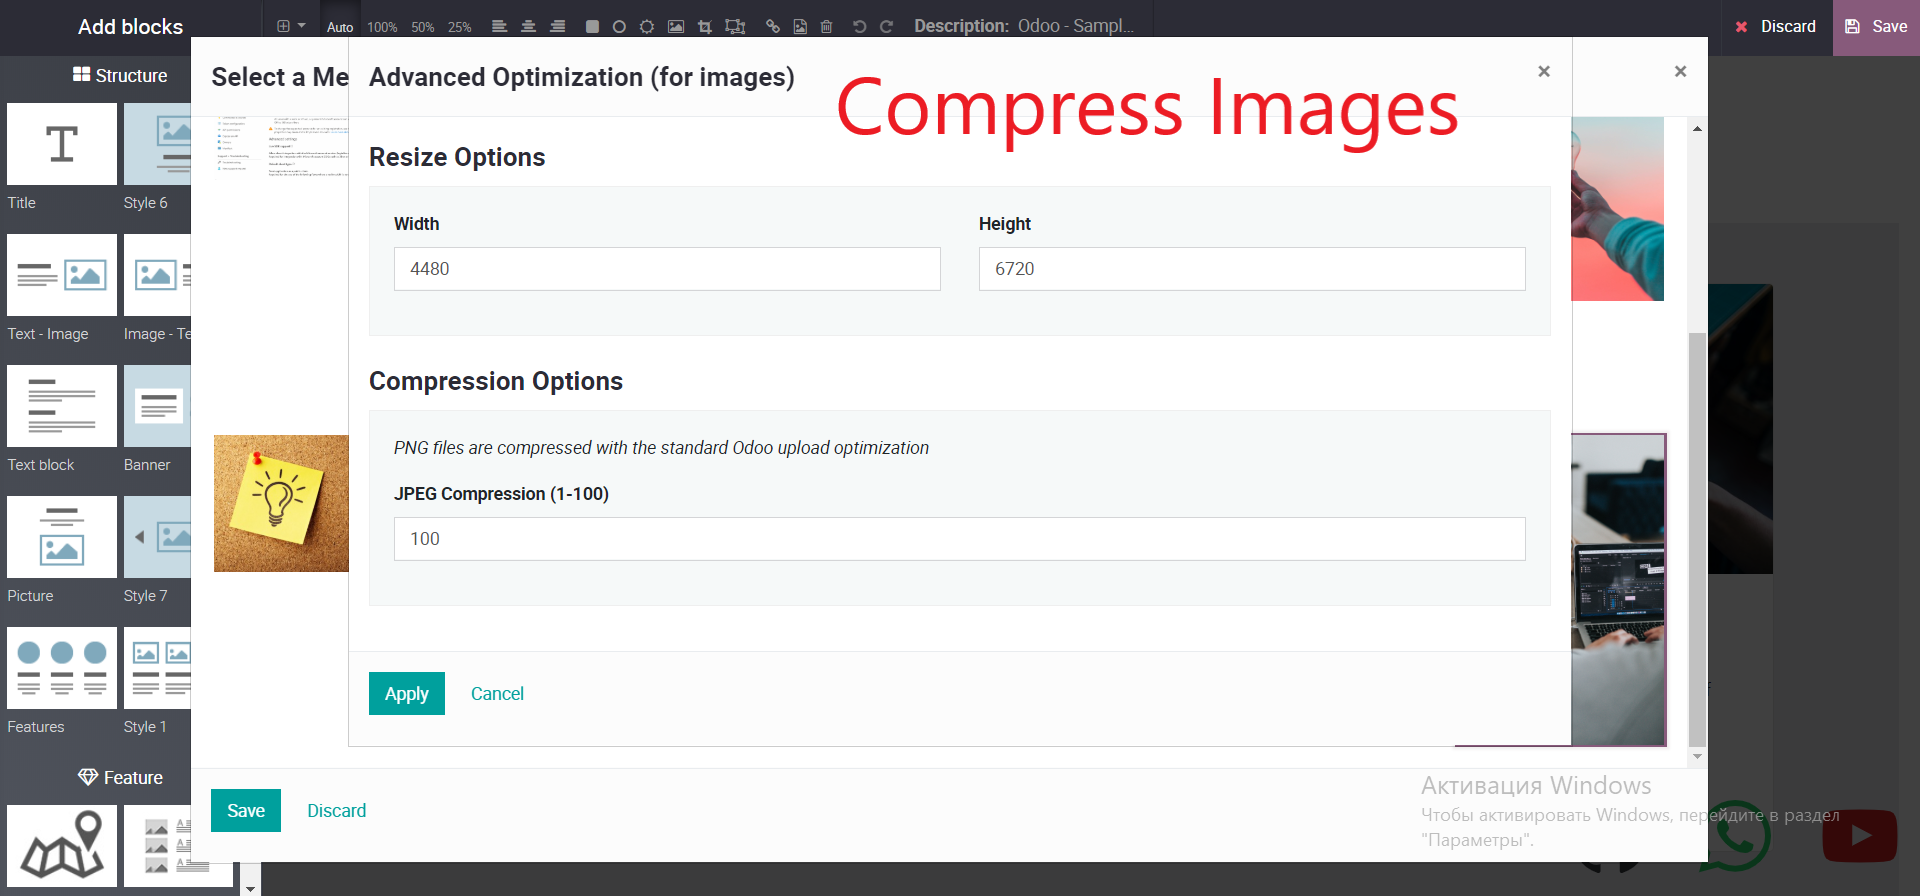 Add blocks
Auto 100% 50% 25%
Description: Odoo - Sampl...
Discard
Save
Structure
Title
Style 6
Text - Image
Image - Te
Text block
Banner
Picture
Style 7
Features
Style 1
Feature
Select a Me
Advanced Optimization (for images)
×
×
Compress Images
Resize Options
Width
Height
4480
6720
Compression Options
PNG files are compressed with the standard Odoo upload optimization
JPEG Compression (1-100)
100
Apply
Cancel
Save
Discard
Активация Windows
Чтобы активировать Windows, перейдите в раздел
"Параметры".